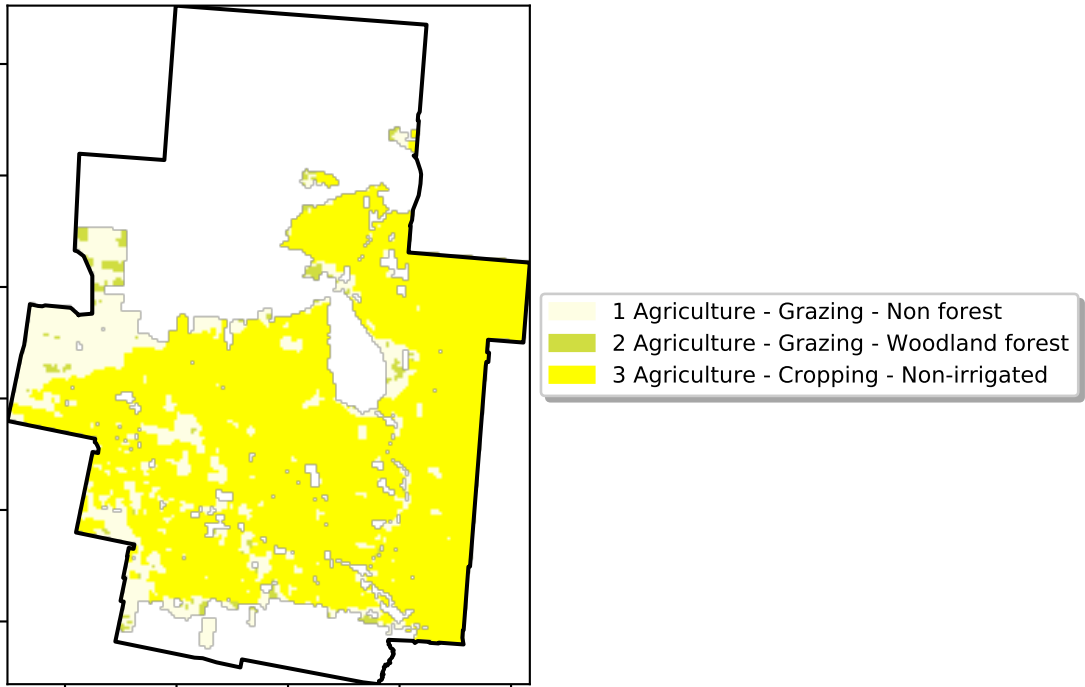 1 Agriculture - Grazing - Non forest
2 Agriculture - Grazing - Woodland forest
3 Agriculture - Cropping - Non-irrigated